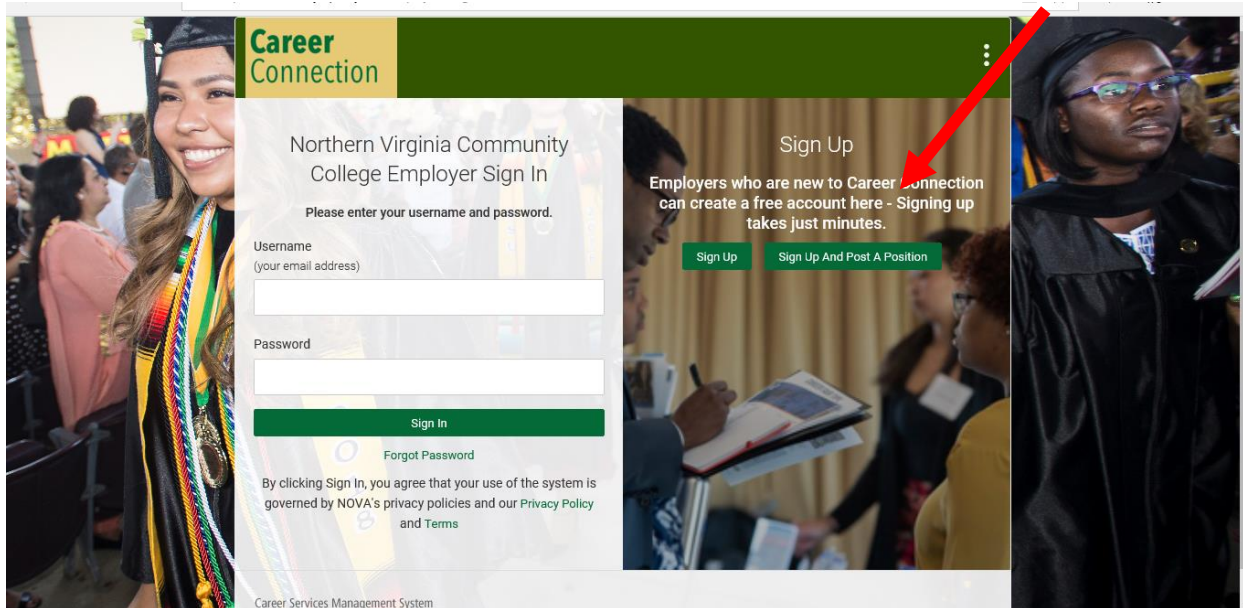 Career
Connection
Northern Virginia Community
College Employer Sign In
Please enter your username and password.
Username
(your email address)
Password
Sign In
Forgot Password
By clicking Sign In, you agree that your use of the system is
governed by NOVA's privacy policies and our Privacy Policy
and Terms
Sign Up
Employers who are new to Career Connection
can create a free account here - Signing up
takes just minutes.
Sign Up
Sign Up And Post A Position
Career Services Management System